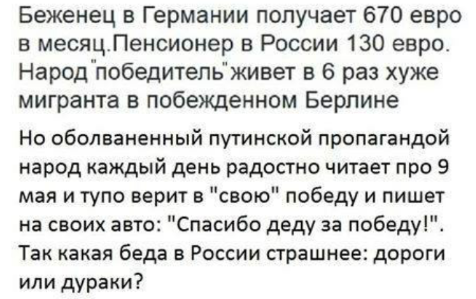 Беженец в Германии получает 670 евро
в месяц.Пенсионер в России 130 евро.
Народ"победитель"живет в 6 раз хуже
мигранта в побежденном Берлине
Но оболваненный путинской пропагандой
народ каждый день радостно читает про 9
мая и тупо верит в "свою" победу и пишет
на своих авто: "Спасибо деду за победу!".
Так какая беда в России страшнее: дороги
или дураки?